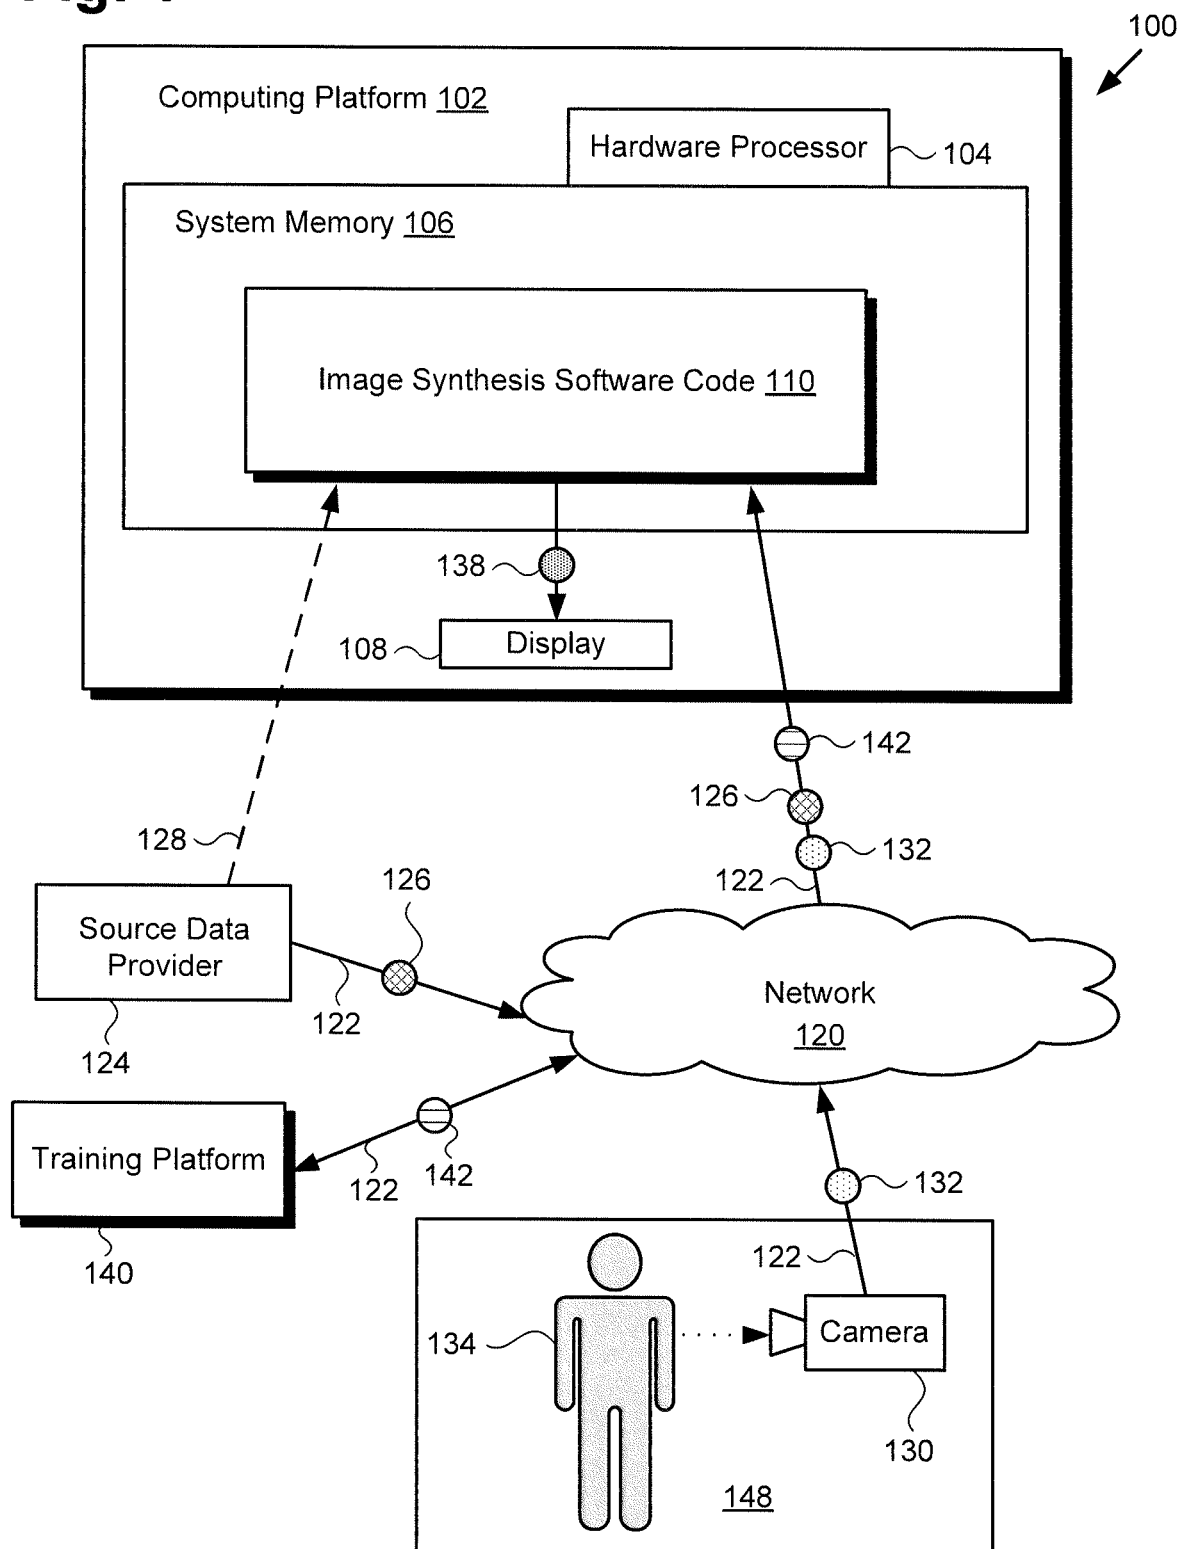 100
Computing Platform 102
Hardware Processor
104
System Memory 106
Image Synthesis Software Code 110
138
108
Display
142
126
132
122
128
126
Source Data
Provider
122
124
Network
120
Training Platform
122
142
140
132
122
134
Camera
130
148